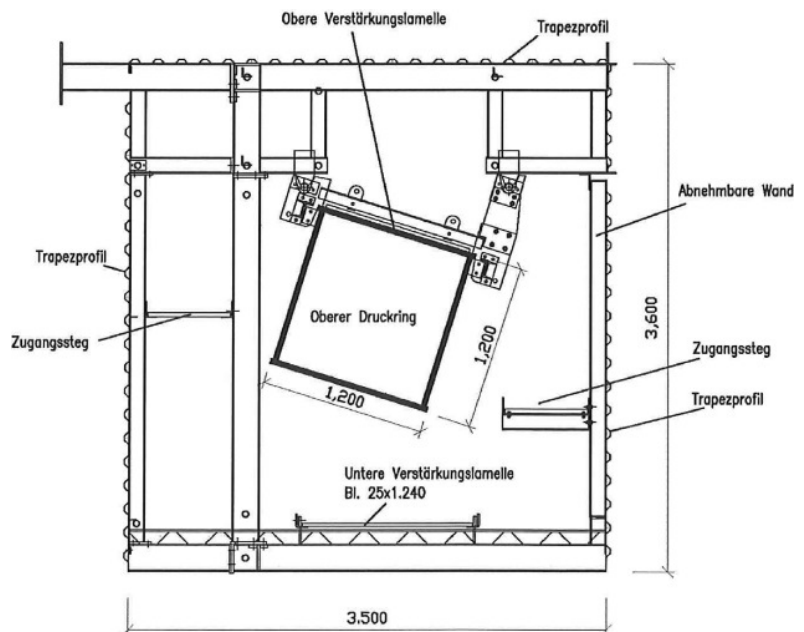 Obere Verstärkungslamelle
Trapezprofil
Abnehmbare Wand
Trapezprofil
Oberer Druckring
3,600
1,200
Zugangssteg
Zugangssteg
1,200
Trapezprofil
Untere Verstärkungslamelle
Bl. 25x1.240
3.500